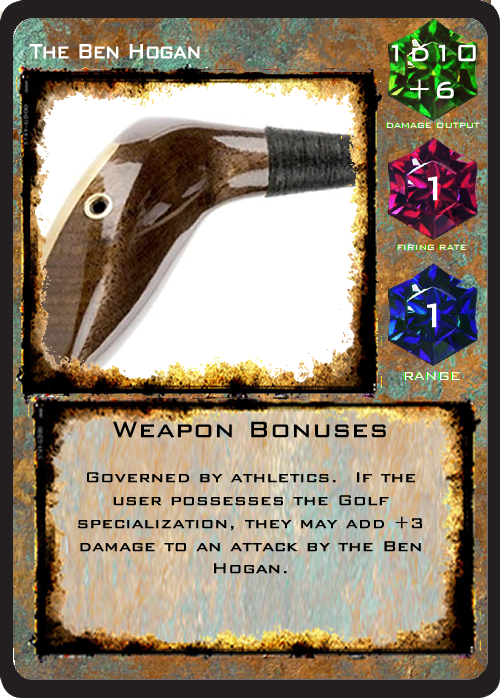 The Ben Hogan
1D10
+6
Damage Output
1
Firing Rate
1
Range
Weapon Bonuses
Governed by athletics.  If the
user possesses the Golf
specialization, they may add +3
damage to an attack by the Ben
Hogan.